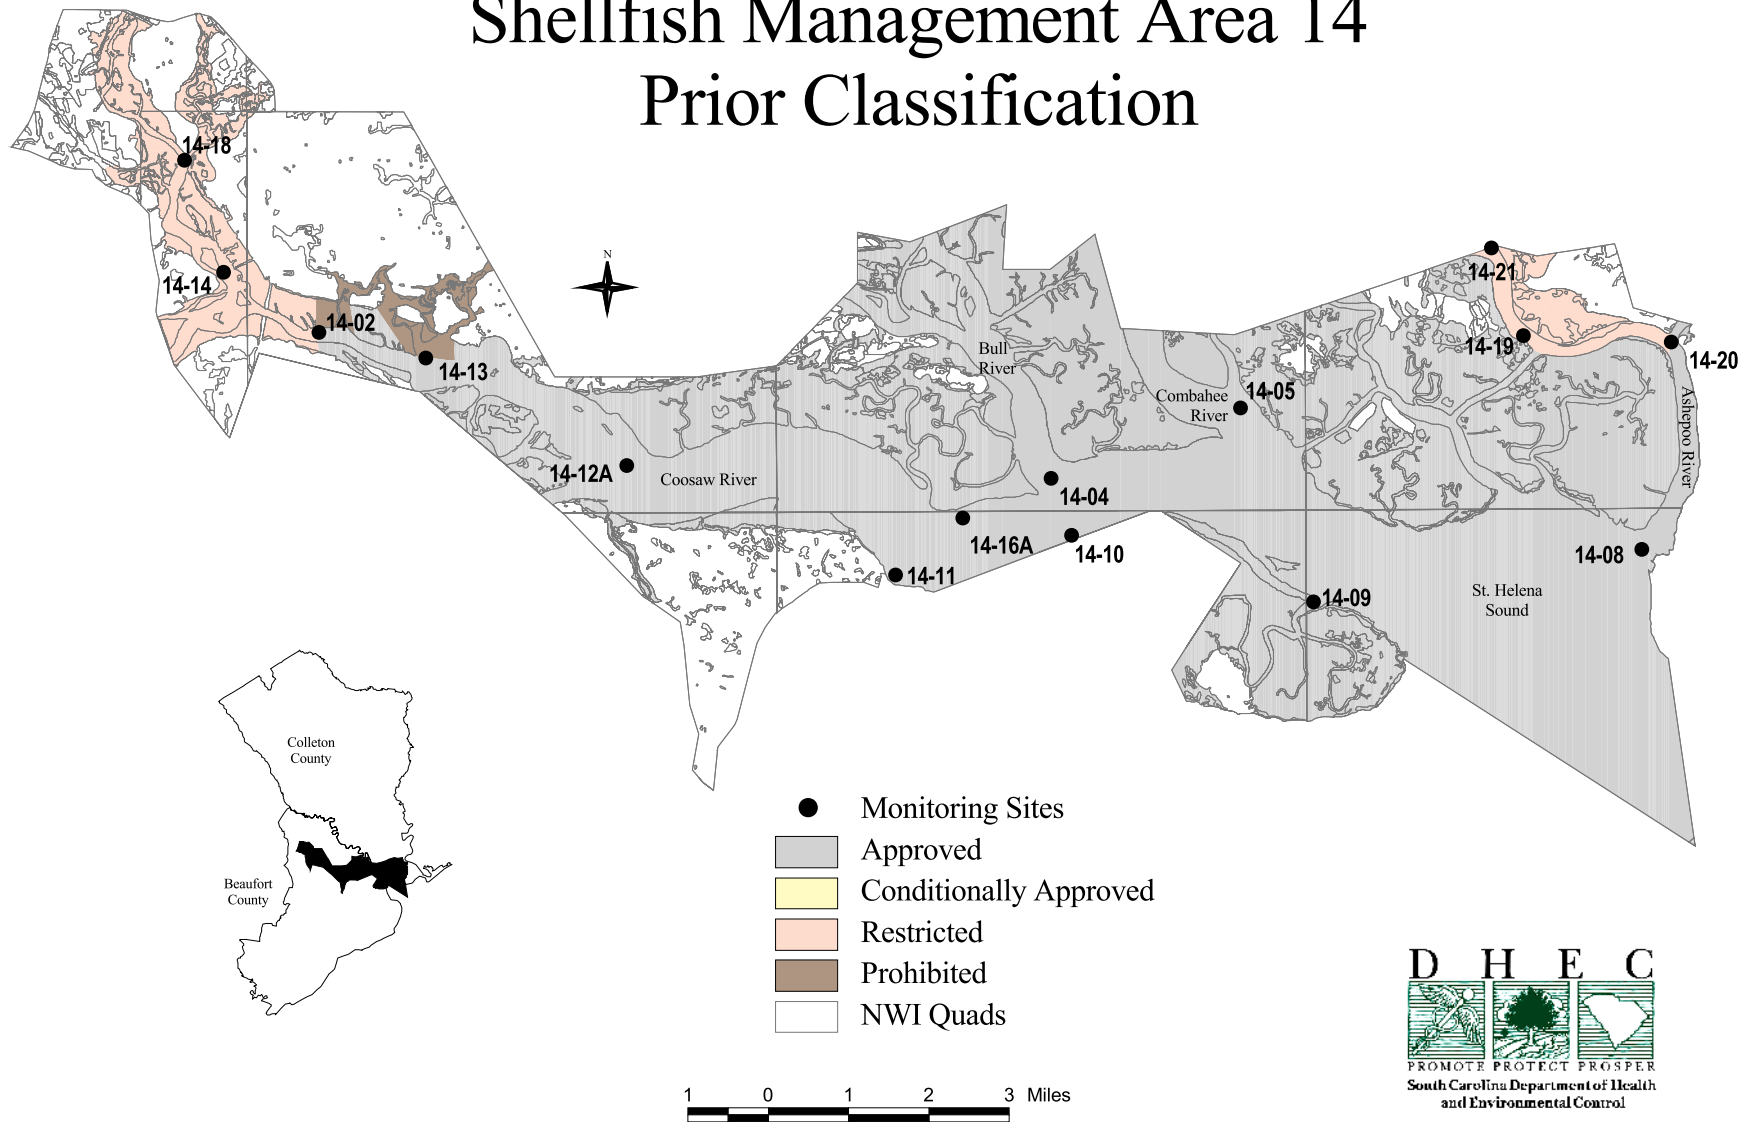 Shellfish Management Area 14
Prior Classification
14-18
14-14
14-02
14-13
N
14-12A
Coosaw River
Bull
River
Combahee
River
14-05
14-04
14-16A
14-10
14-11
14-09
14-21
14-19
14-20
Ashepoo River
14-08
St. Helena
Sound
Colleton
County
Beaufort
County
Monitoring Sites
Approved
Conditionally Approved
Restricted
Prohibited
NWI Quads
1 0 1 2 3 Miles
D H E C
PROMOTE PROTECT PROSPER
South Carolina Department of Health
and Environmental Control